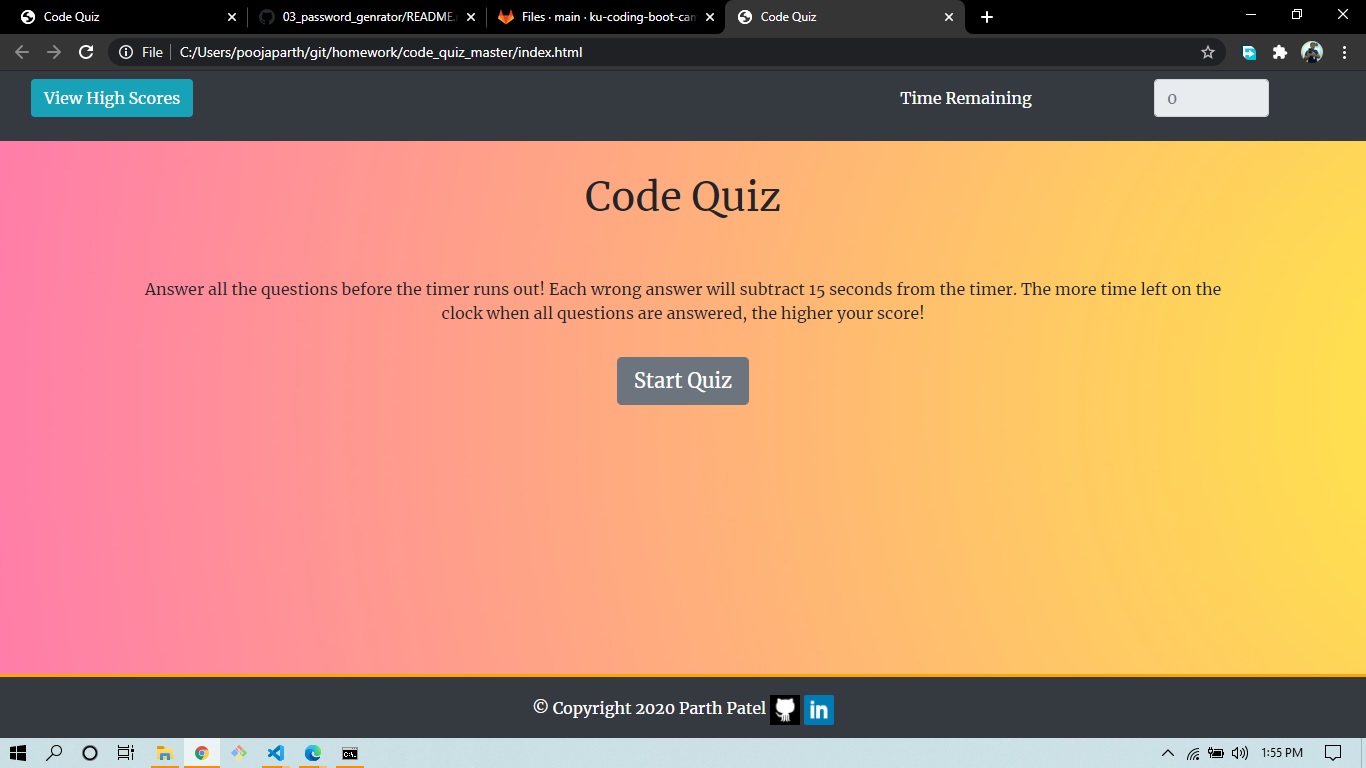 Code Quiz
03_password_genrator/README.
Files · main · ku-coding-boot-can
Code Quiz
File
C:/Users/poojaparth/git/homework/code_quiz_master/index.html
View High Scores
Time Remaining
0
Code Quiz
Answer all the questions before the timer runs out! Each wrong answer will subtract 15 seconds from the timer. The more time left on the
clock when all questions are answered, the higher your score!
Start Quiz
© Copyright 2020 Parth Patel
in
1:55 PM